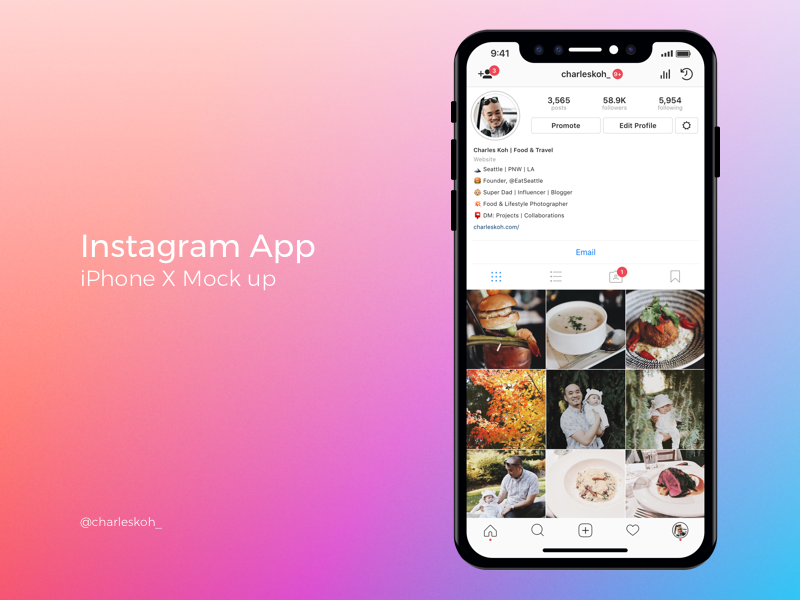 Instagram App
iPhone X Mock up
@charleskoh_
9:41
3
charleskoh_ 9+
3,565 58.9K 5,954
posts followers following
Promote Edit Profile
Charles Koh | Food & Travel
Website
Seattle | PNW | LA
Founder, @EatSeattle
Super Dad | Influencer | Blogger
Food & Lifestyle Photographer
DM: Projects | Collaborations
charleskoh.com/
Email
1